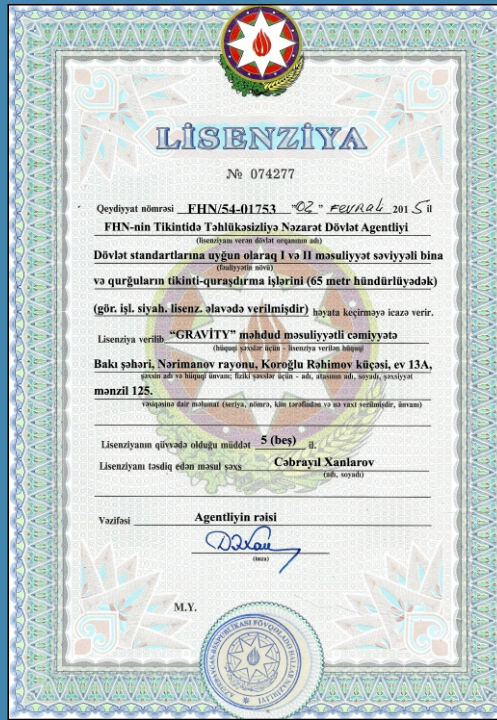 LİSENZİYA
№ 074277
Qeydiyyat nömrəsi FHN/54-01753 "02" fevral 2015 il
FHN-nin Tikintidə Təhlükəsizliyə Nəzarət Dövlət Agentliyi
(lisenziyanı verən dövlət orqanının adı)
Dövlət standartlarına uyğun olaraq I və II məsuliyyət səviyyəli bina
(fəaliyyətin növü)
və qurğuların tikinti-quraşdırma işlərini (65 metr hündürlüyədək)
(gör. işl. siyah. lisenz. əlavədə verilmişdir) həyata keçirməyə icazə verir.
Lisenziya verilib "GRAVİTY" məhdud məsuliyyətli cəmiyyətə
(hüquqi şəxslər üçün - lisenziya verilən hüquqi
Bakı şəhəri, Nərimanov rayonu, Koroğlu Rəhimov küçəsi, ev 13A,
şəxsin adı və hüquqi ünvanı; fiziki şəxslər üçün - adı, atasının adı, soyadı, şəxsiyyət
mənzil 125.
vəsiqəsinə dair məlumat (seriya, nömrə, kim tərəfindən və nə vaxt verilmişdir, ünvanı)
Lisenziyanın qüvvədə olduğu müddət 5 (beş) il.
Lisenziyanı təsdiq edən məsul şəxs Cəbrayıl Xanlarov
(adı, soyadı)
Vəzifəsi Agentliyin rəisi
(imza)
M.Y.